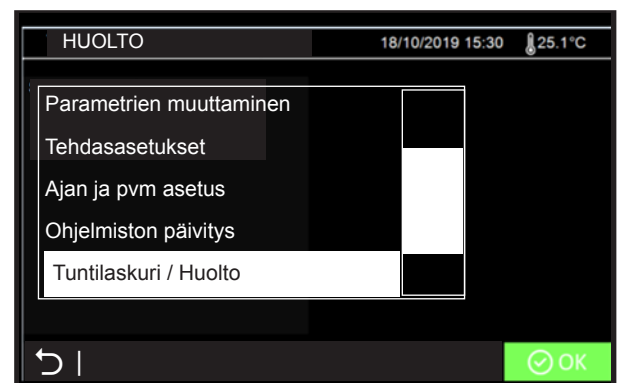 HUOLTO 18/10/2019 15:30 25.1°C
Parametrien muuttaminen
Tehdasasetukset
Ajan ja pvm asetus
Ohjelmiston päivitys
Tuntilaskuri / Huolto
OK